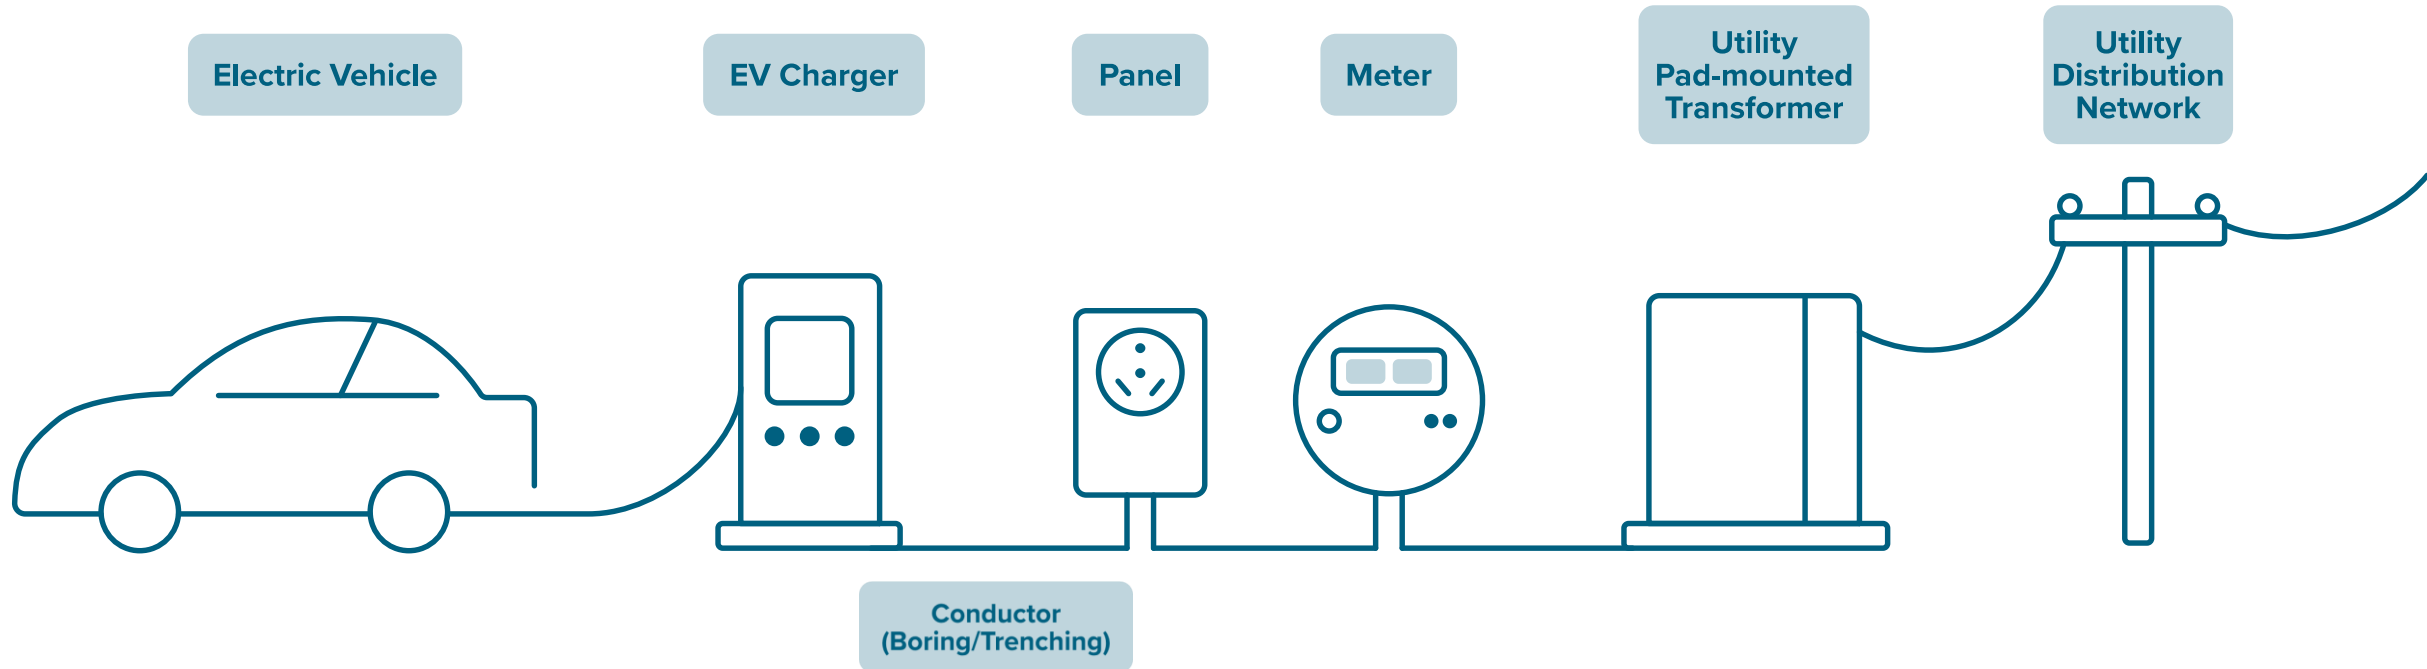 Electric Vehicle
EV Charger
Panel
Meter
Utility
Pad-mounted
Transformer
Utility
Distribution
Network
Conductor
(Boring/Trenching)